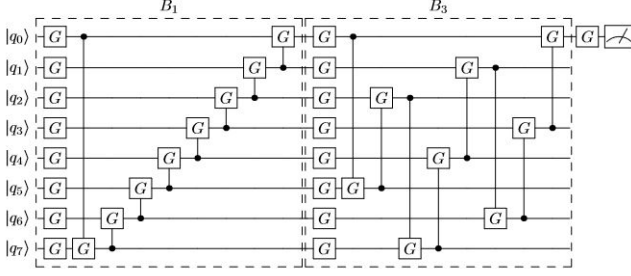 B₁ B₃
|q₀⟩ G G G G G
|q₁⟩ G G G G
|q₂⟩ G G G G
|q₃⟩ G G G G
|q₄⟩ G G G G
|q₅⟩ G G G G
|q₆⟩ G G G G
|q₇⟩ G G G G